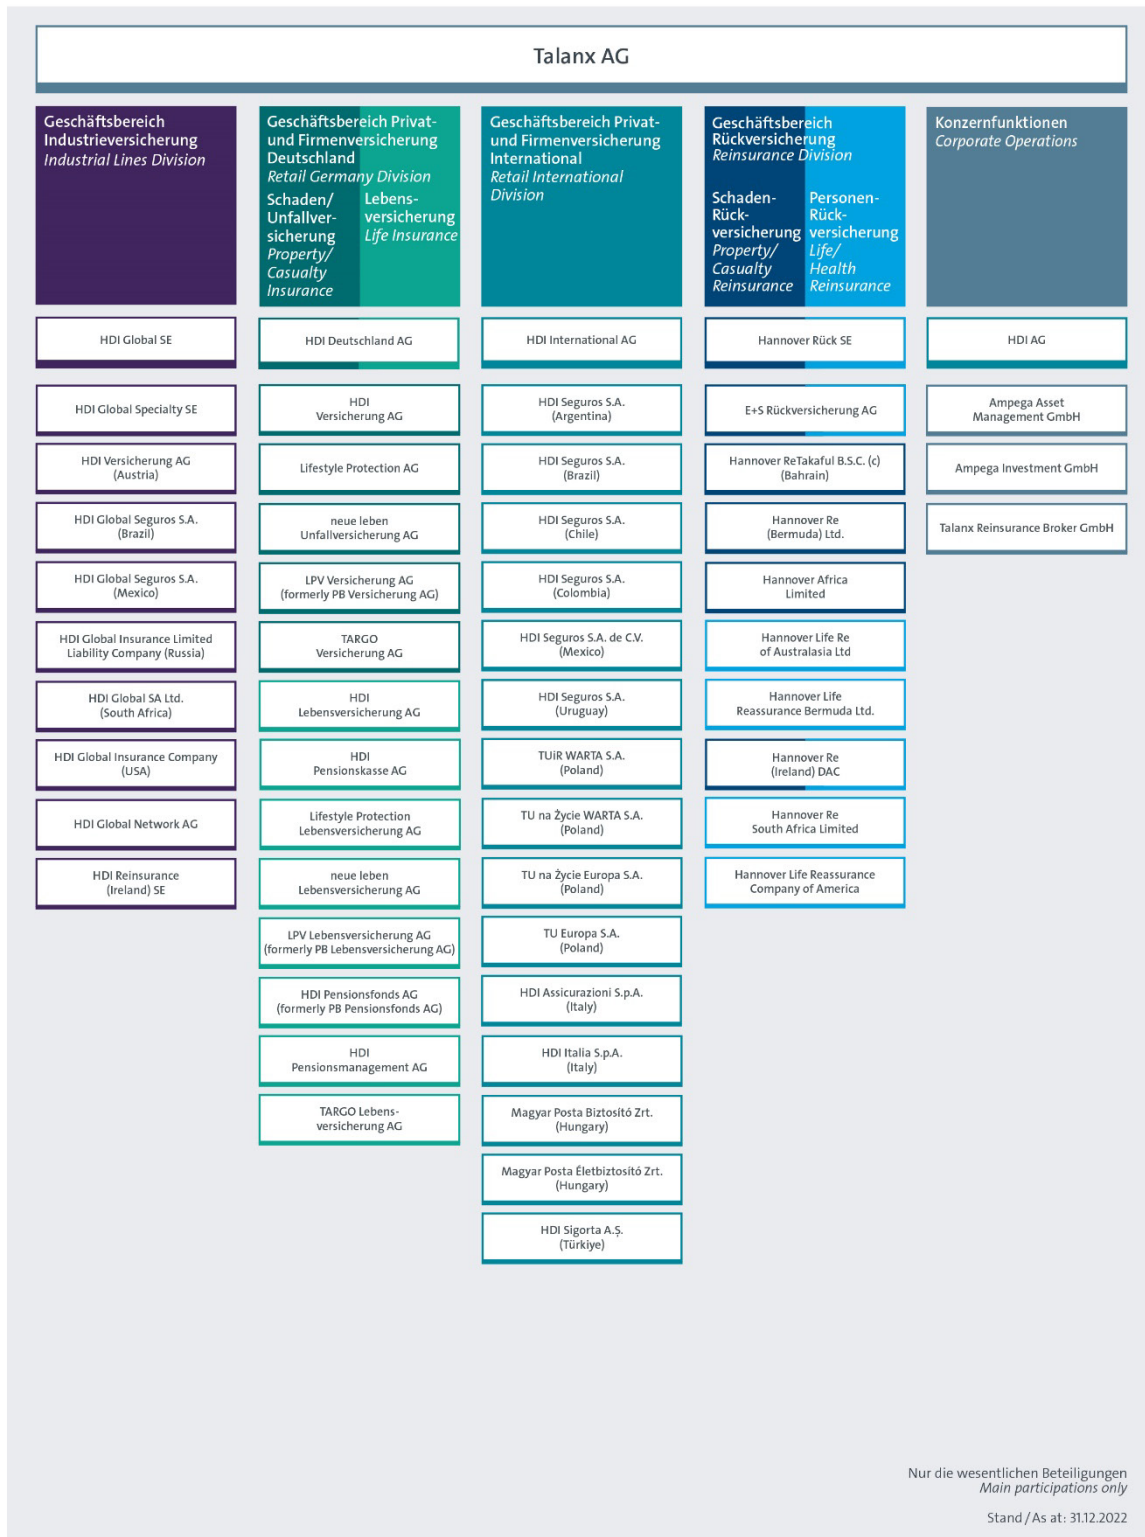 Talanx AG
Geschäftsbereich
Industrieversicherung
Industrial Lines Division
Geschäftsbereich Privat-
und Firmenversicherung
Deutschland
Retail Germany Division
Schaden/
Unfallver-
sicherung
Property/
Casualty
Insurance
Lebens-
versicherung
Life Insurance
Geschäftsbereich Privat-
und Firmenversicherung
International
Retail International
Division
Geschäftsbereich
Rückversicherung
Reinsurance Division
Schaden-
Rück-
versicherung
Property/
Casualty
Reinsurance
Personen-
Rück-
versicherung
Life/
Health
Reinsurance
Konzernfunktionen
Corporate Operations
HDI Global SE
HDI Global Specialty SE
HDI Versicherung AG
(Austria)
HDI Global Seguros S.A.
(Brazil)
HDI Global Seguros S.A.
(Mexico)
HDI Global Insurance Limited
Liability Company (Russia)
HDI Global SA Ltd.
(South Africa)
HDI Global Insurance Company
(USA)
HDI Global Network AG
HDI Reinsurance
(Ireland) SE
HDI Deutschland AG
HDI
Versicherung AG
Lifestyle Protection AG
neue leben
Unfallversicherung AG
LPV Versicherung AG
(formerly PB Versicherung AG)
TARGO
Versicherung AG
HDI
Lebensversicherung AG
HDI
Pensionskasse AG
Lifestyle Protection
Lebensversicherung AG
neue leben
Lebensversicherung AG
LPV Lebensversicherung AG
(formerly PB Lebensversicherung AG)
HDI Pensionsfonds AG
(formerly PB Pensionsfonds AG)
HDI
Pensionsmanagement AG
TARGO Lebens-
versicherung AG
HDI International AG
HDI Seguros S.A.
(Argentina)
HDI Seguros S.A.
(Brazil)
HDI Seguros S.A.
(Chile)
HDI Seguros S.A.
(Colombia)
HDI Seguros S.A. de C.V.
(Mexico)
HDI Seguros S.A.
(Uruguay)
TUiR WARTA S.A.
(Poland)
TU na Życie WARTA S.A.
(Poland)
TU na Życie Europa S.A.
(Poland)
TU Europa S.A.
(Poland)
HDI Assicurazioni S.p.A.
(Italy)
HDI Italia S.p.A.
(Italy)
Magyar Posta Biztosító Zrt.
(Hungary)
Magyar Posta Életbiztosító Zrt.
(Hungary)
HDI Sigorta A.Ş.
(Türkiye)
Hannover Rück SE
E+S Rückversicherung AG
Hannover ReTakaful B.S.C. (c)
(Bahrain)
Hannover Re
(Bermuda) Ltd.
Hannover Africa
Limited
Hannover Life Re
of Australasia Ltd
Hannover Life
Reassurance Bermuda Ltd.
Hannover Re
(Ireland) DAC
Hannover Re
South Africa Limited
Hannover Life Reassurance
Company of America
HDI AG
Ampega Asset
Management GmbH
Ampega Investment GmbH
Talanx Reinsurance Broker GmbH
Nur die wesentlichen Beteiligungen
Main participations only
Stand / As at: 31.12.2022